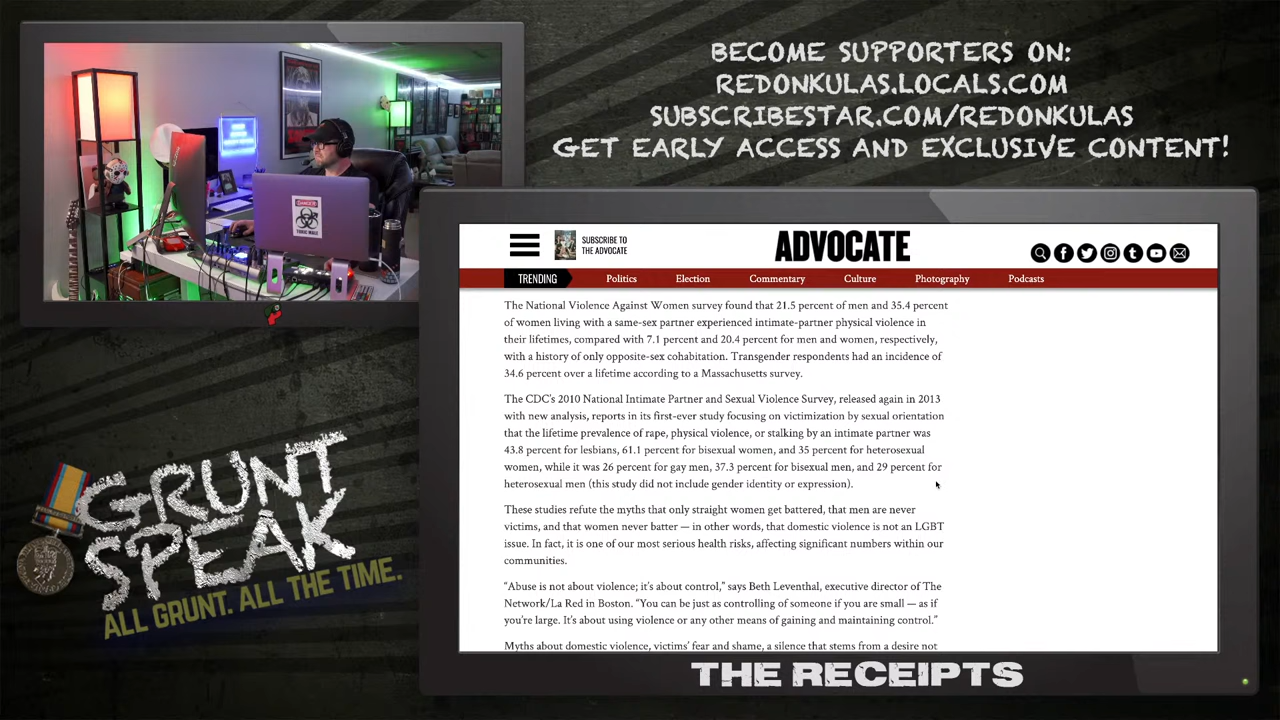 BECOME SUPPORTERS ON:
REDONKULAS.LOCALS.COM
SUBSCRIBESTAR.COM/REDONKULAS
GET EARLY ACCESS AND EXCLUSIVE CONTENT!
DANGER
TOXIC MALE
SUBSCRIBE TO
THE ADVOCATE
ADVOCATE
TRENDING
Politics
Election
Commentary
Culture
Photography
Podcasts
The National Violence Against Women survey found that 21.5 percent of men and 35.4 percent
of women living with a same-sex partner experienced intimate-partner physical violence in
their lifetimes, compared with 7.1 percent and 20.4 percent for men and women, respectively,
with a history of only opposite-sex cohabitation. Transgender respondents had an incidence of
34.6 percent over a lifetime according to a Massachusetts survey.
The CDC's 2010 National Intimate Partner and Sexual Violence Survey, released again in 2013
with new analysis, reports in its first-ever study focusing on victimization by sexual orientation
that the lifetime prevalence of rape, physical violence, or stalking by an intimate partner was
43.8 percent for lesbians, 61.1 percent for bisexual women, and 35 percent for heterosexual
women, while it was 26 percent for gay men, 37.3 percent for bisexual men, and 29 percent for
heterosexual men (this study did not include gender identity or expression).
These studies refute the myths that only straight women get battered, that men are never
victims, and that women never batter — in other words, that domestic violence is not an LGBT
issue. In fact, it is one of our most serious health risks, affecting significant numbers within our
communities.
“Abuse is not about violence; it's about control,” says Beth Leventhal, executive director of The
Network/La Red in Boston. “You can be just as controlling of someone if you are small — as if
you're large. It's about using violence or any other means of gaining and maintaining control.”
Myths about domestic violence, victims' fear and shame, a silence that stems from a desire not
GRUNT
SPEAK
ALL GRUNT. ALL THE TIME.
THE RECEIPTS